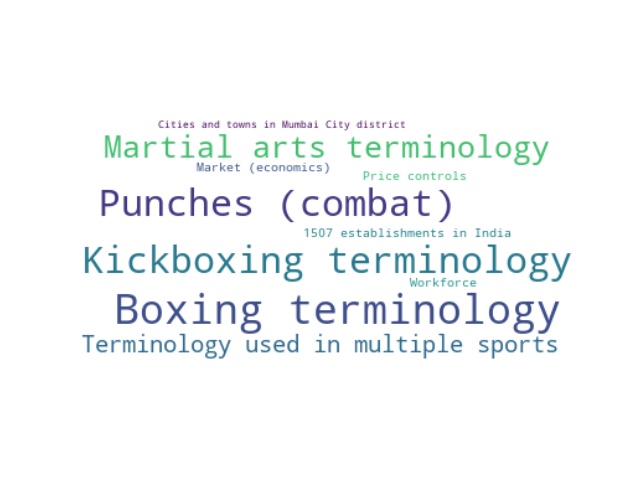 Cities and towns in Mumbai City district
Martial arts terminology
Market (economics)
Price controls
Punches (combat)
1507 establishments in India
Kickboxing terminology
Workforce
Boxing terminology
Terminology used in multiple sports